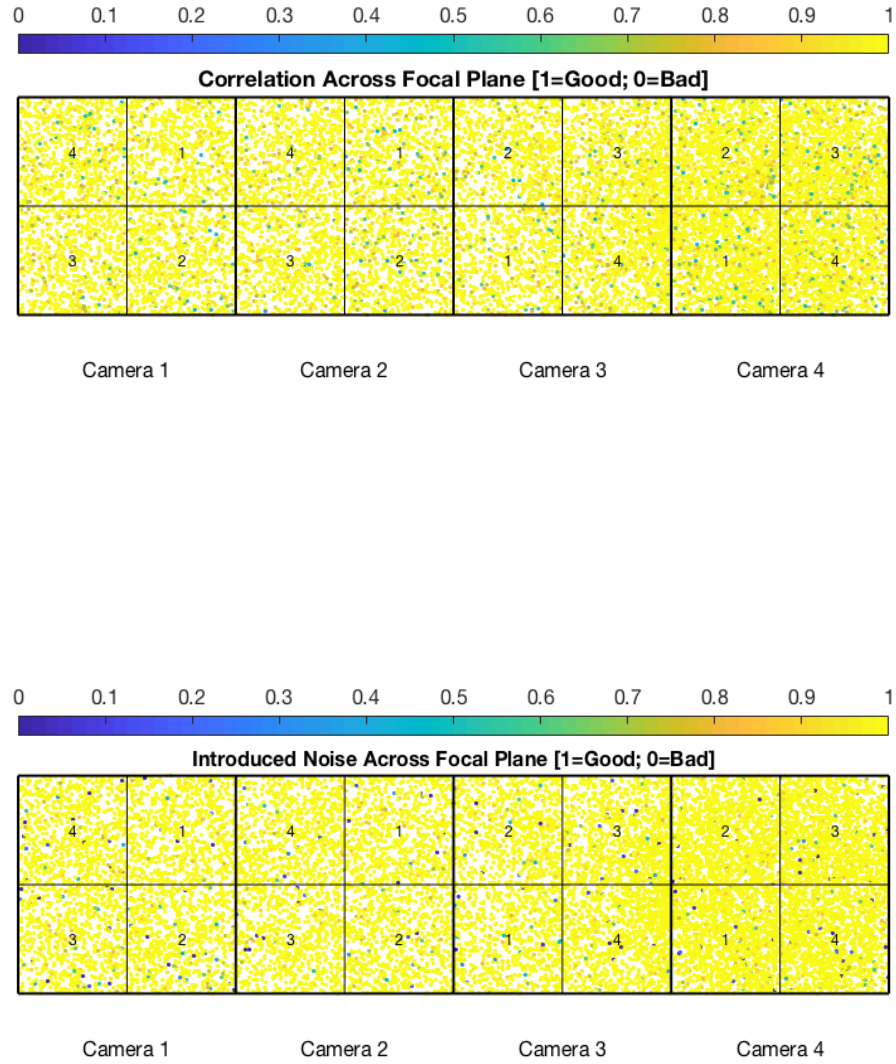 0 0.1 0.2 0.3 0.4 0.5 0.6 0.7 0.8 0.9 1
Correlation Across Focal Plane [1=Good; 0=Bad]
4 1 4 1 2 3 2 3
3 2 3 2 1 4 1 4
Camera 1 Camera 2 Camera 3 Camera 4
0 0.1 0.2 0.3 0.4 0.5 0.6 0.7 0.8 0.9 1
Introduced Noise Across Focal Plane [1=Good; 0=Bad]
4 1 4 1 2 3 2 3
3 2 3 2 1 4 1 4
Camera 1 Camera 2 Camera 3 Camera 4